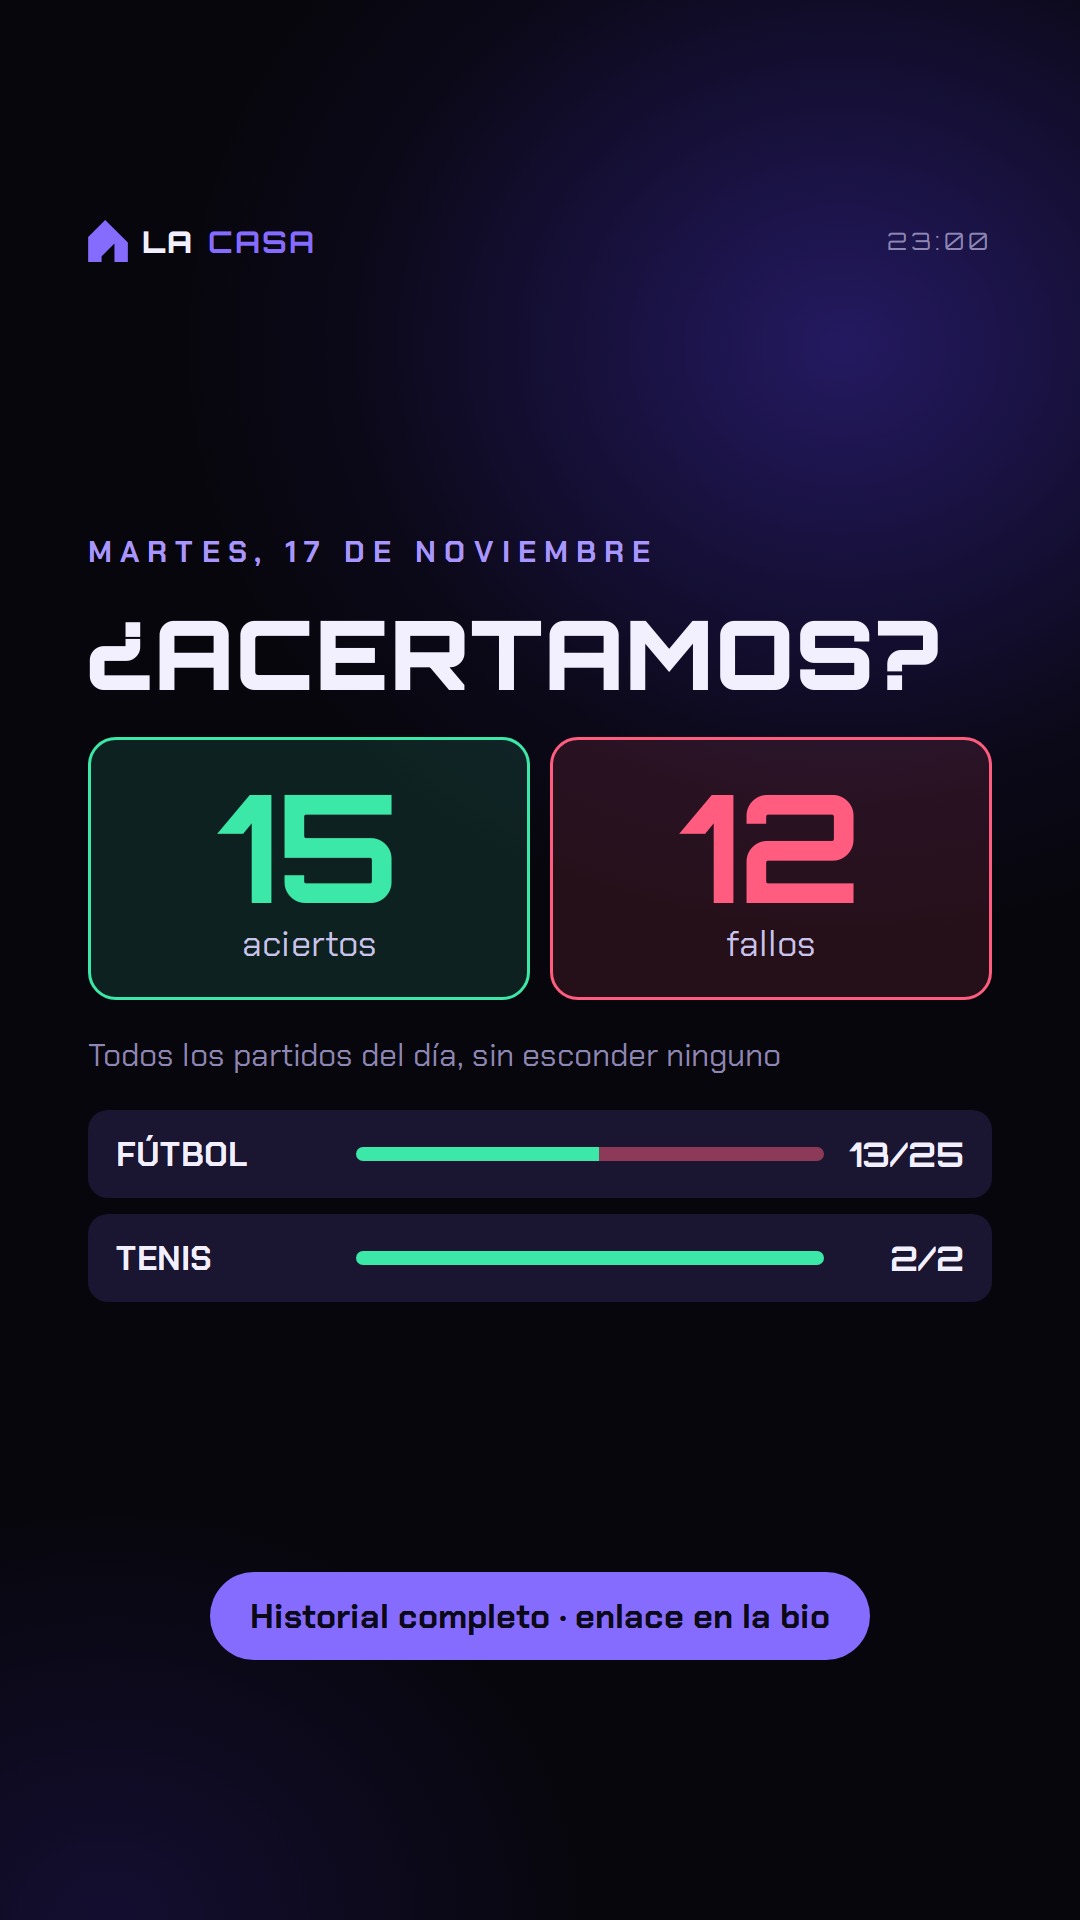 LA CASA
23:00
MARTES, 17 DE NOVIEMBRE
¿ACERTAMOS?
15
aciertos
12
fallos
Todos los partidos del día, sin esconder ninguno
FÚTBOL 13/25
TENIS 2/2
Historial completo · enlace en la bio